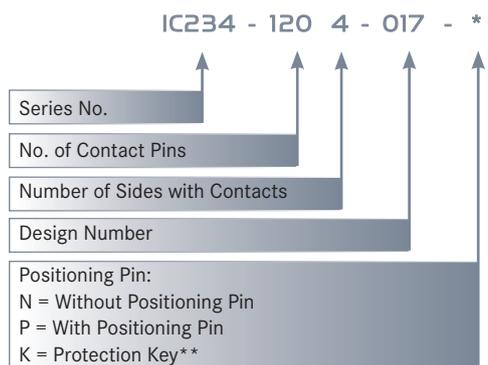 IC234 - 120 4 - 017 - *
Series No.
No. of Contact Pins
Number of Sides with Contacts
Design Number
Positioning Pin:
N = Without Positioning Pin
P = With Positioning Pin
K = Protection Key**